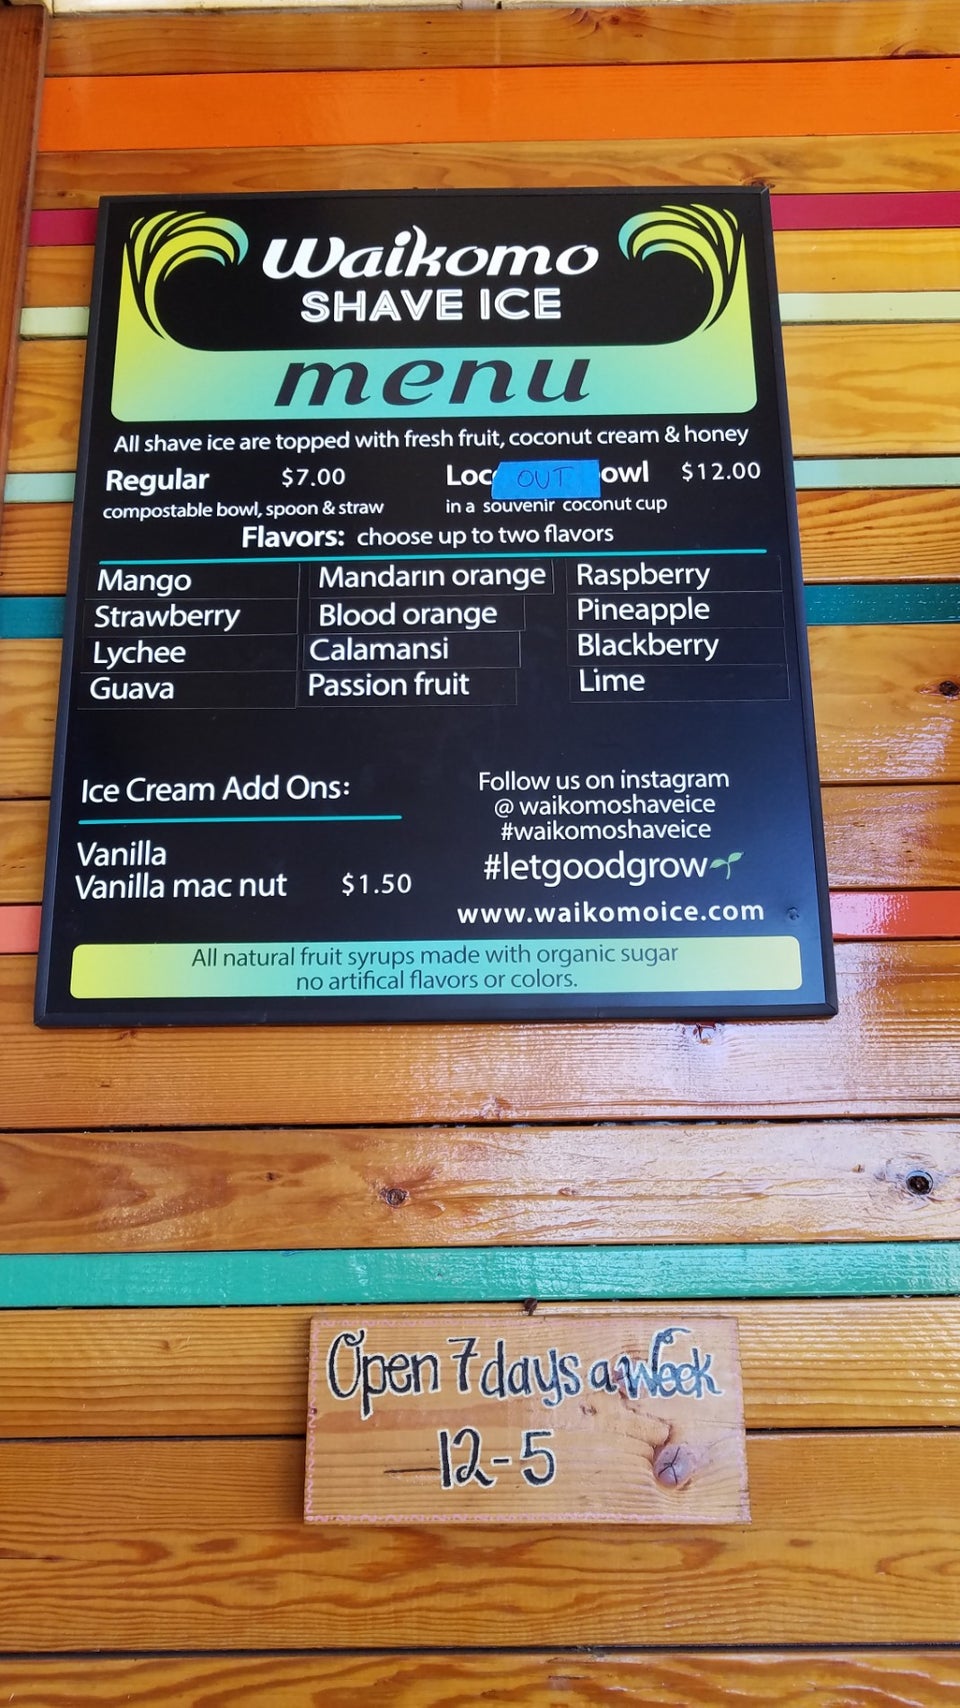 Waikomo
SHAVE ICE
menu
All shave ice are topped with fresh fruit, coconut cream & honey
Regular $7.00
compostable bowl, spoon & straw
OUT owl $12.00
in a souvenir coconut cup
Flavors: choose up to two flavors
Mango Mandarin orange Raspberry
Strawberry Blood orange Pineapple
Lychee Calamansi Blackberry
Guava Passion fruit Lime
Ice Cream Add Ons:
Vanilla
Vanilla mac nut $1.50
Follow us on instagram
@ waikomoshaveice
#waikomoshaveice
#letgoodgrow
www.waikomoice.com
All natural fruit syrups made with organic sugar
no artifical flavors or colors.
Open 7 days a week
12-5